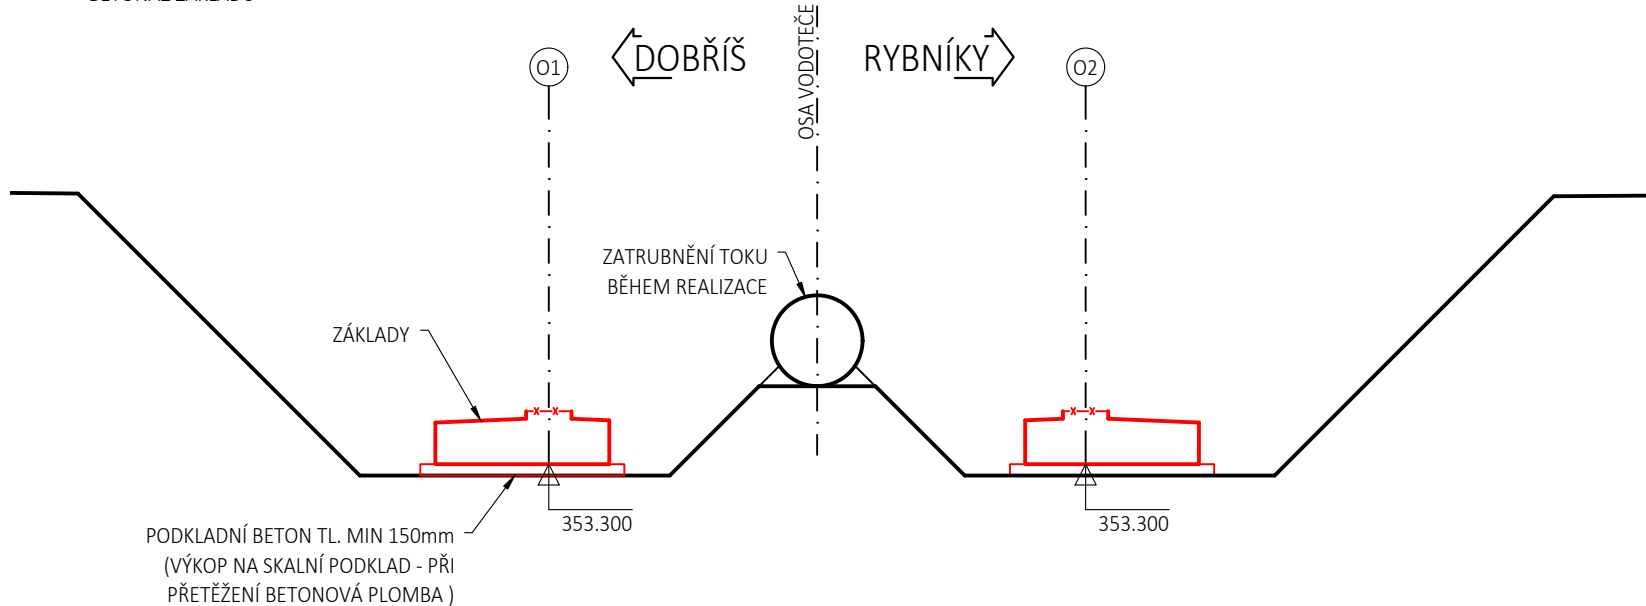 O1
DOBŘÍŠ
OSA VODOTEČE
RYBNÍKY
O2
ZATRUBNĚNÍ TOKU
BĚHEM REALIZACE
ZÁKLADY
353.300
353.300
PODKLADNÍ BETON TL. MIN 150mm
(VÝKOP NA SKALNÍ PODKLAD - PŘI
PŘETĚŽENÍ BETONOVÁ PLOMBA )